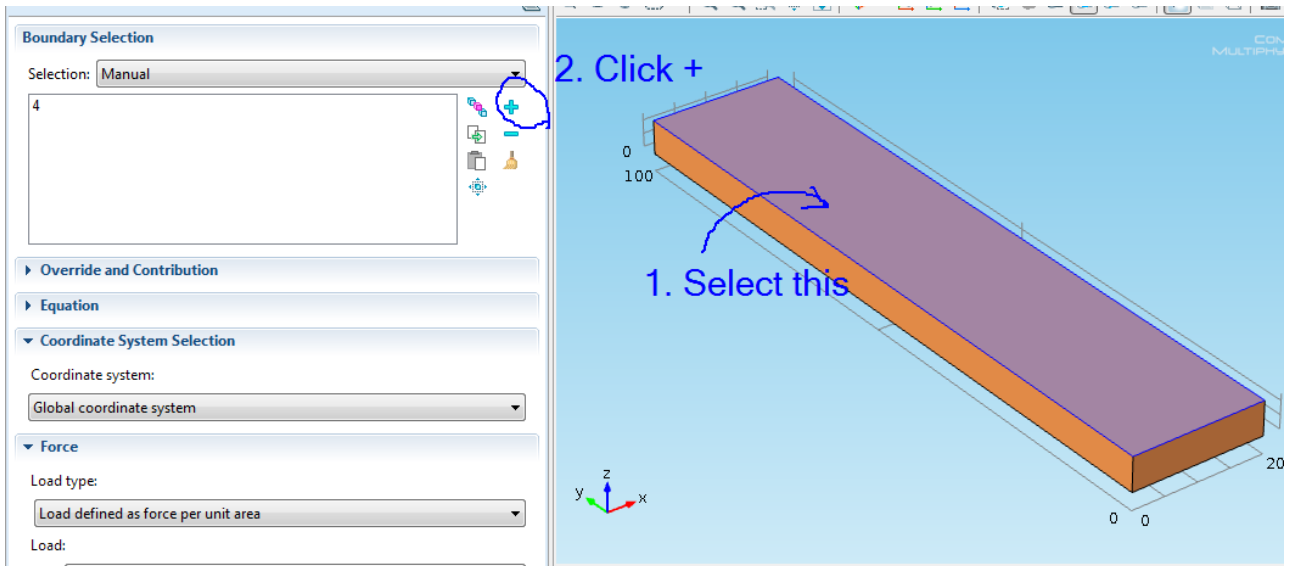 Boundary Selection
Selection: Manual
4
Override and Contribution
Equation
Coordinate System Selection
Coordinate system:
Global coordinate system
Force
Load type:
Load defined as force per unit area
Load:
2. Click +
1. Select this
0
100
z
y
x
0
0
20